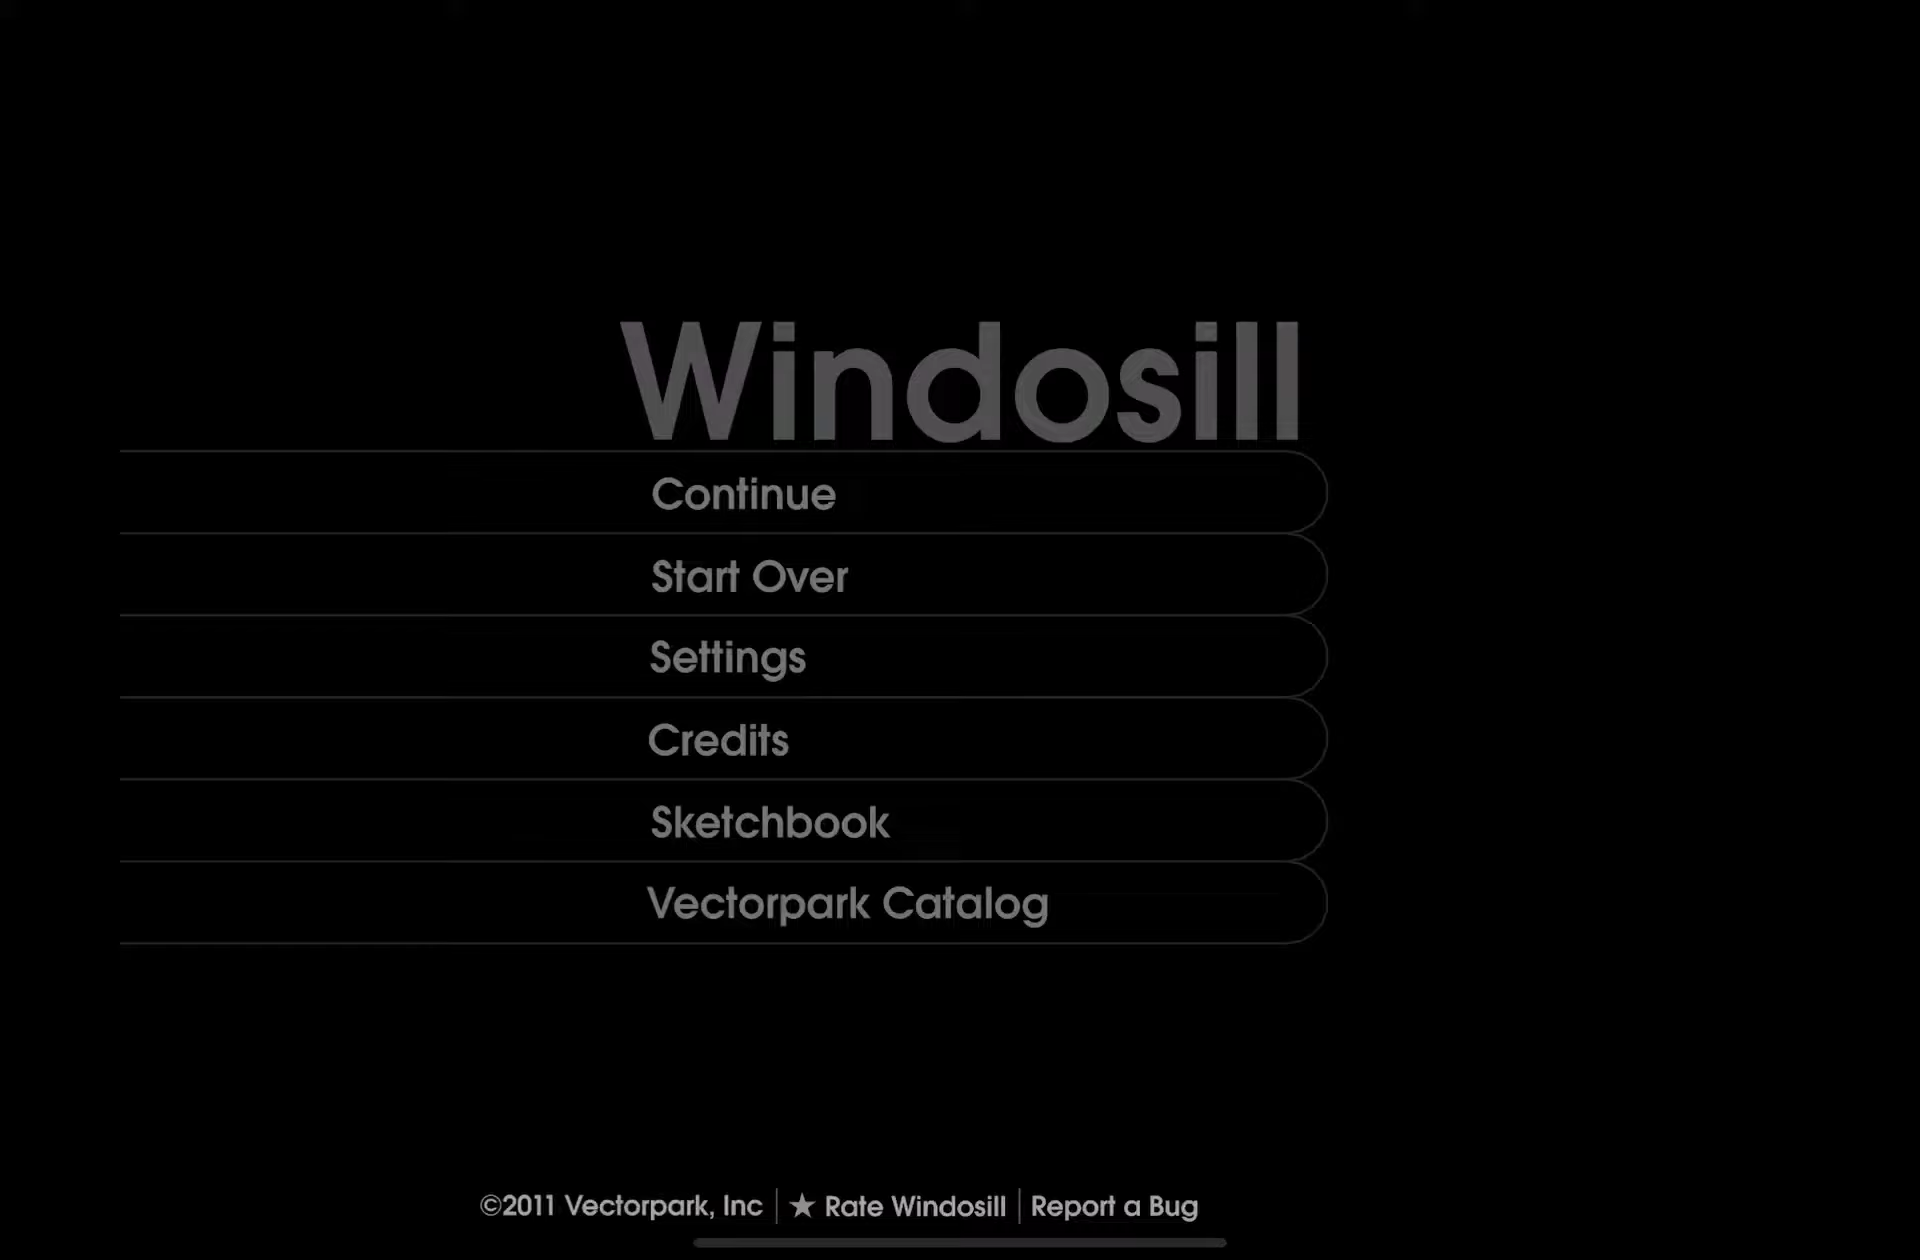 Windosill
Continue
Start Over
Settings
Credits
Sketchbook
Vectorpark Catalog
©2011 Vectorpark, Inc | ★ Rate Windosill | Report a Bug